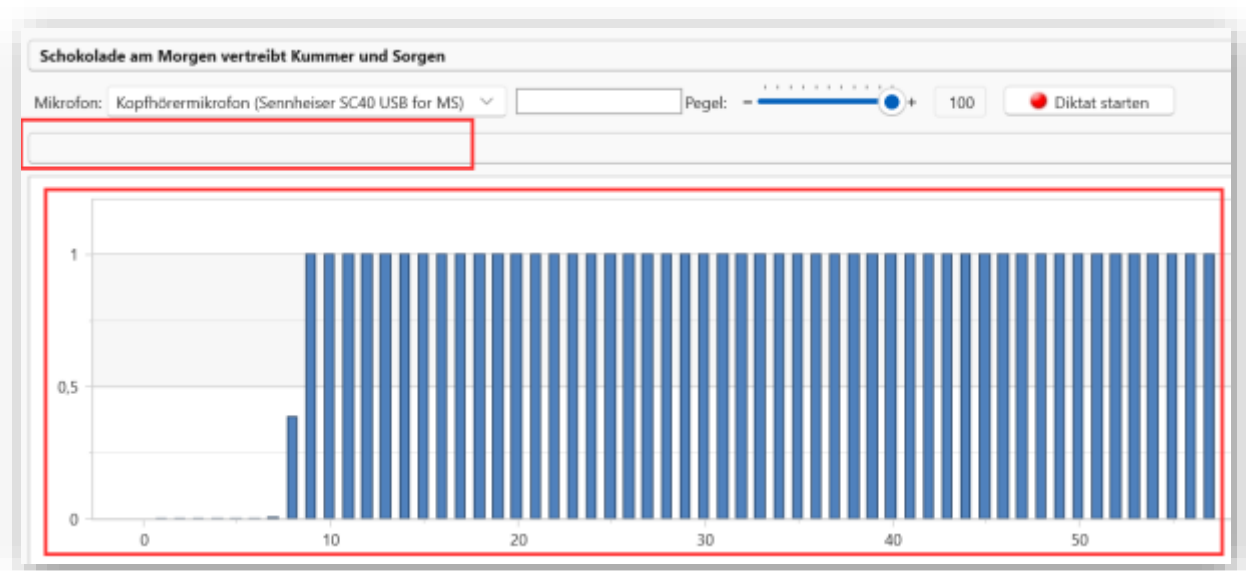 Schokolade am Morgen vertreibt Kummer und Sorgen
Mikrofon: Kopfhörermikrofon (Sennheiser SC40 USB for MS) Pegel: - + 100 Diktat starten
1
0,5
0
0 10 20 30 40 50